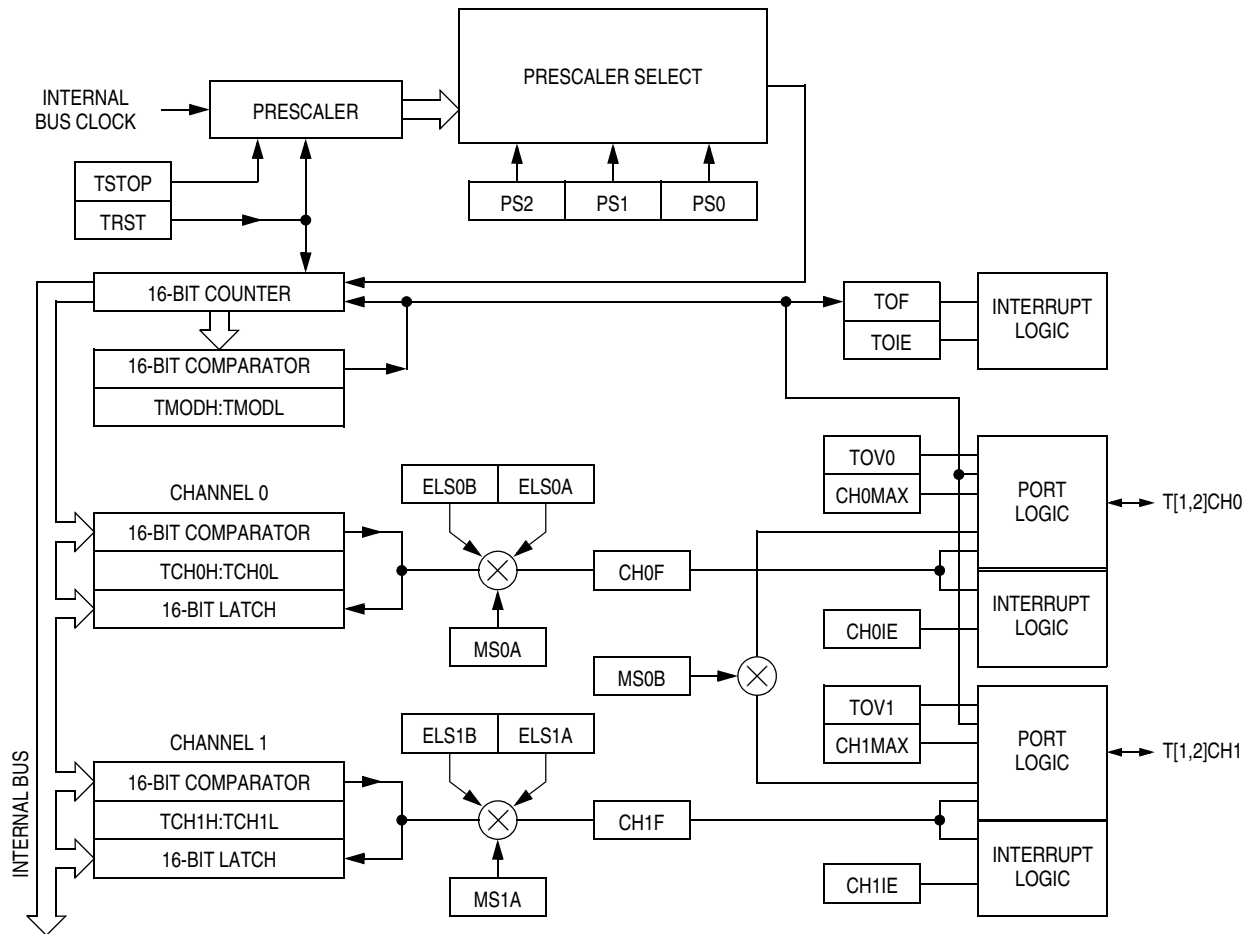 PRESCALER SELECT
INTERNAL
BUS CLOCK
PRESCALER
TSTOP
TRST
PS2
PS1
PS0
16-BIT COUNTER
TOF
TOIE
INTERRUPT
LOGIC
16-BIT COMPARATOR
TMODH:TMODL
TOV0
CH0MAX
PORT
LOGIC
T[1,2]CH0
CHANNEL 0
ELS0B
ELS0A
16-BIT COMPARATOR
TCH0H:TCH0L
16-BIT LATCH
CH0F
MS0A
CH0IE
INTERRUPT
LOGIC
MS0B
TOV1
CH1MAX
PORT
LOGIC
T[1,2]CH1
CHANNEL 1
ELS1B
ELS1A
16-BIT COMPARATOR
TCH1H:TCH1L
16-BIT LATCH
CH1F
MS1A
CH1IE
INTERRUPT
LOGIC
INTERNAL BUS